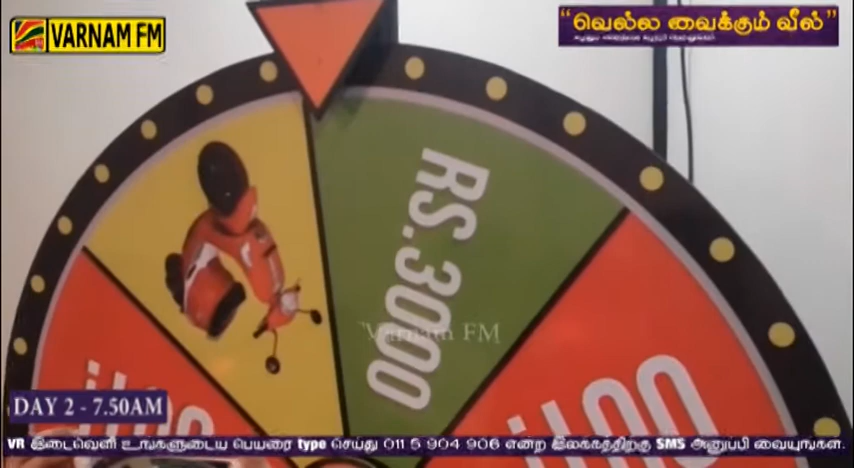 VARNAM FM
“வெல்ல வைக்கும் வீல்”
RS.3000
Varnam FM
DAY 2 - 7.50AM
VR இடைவெளி உங்களுடைய பெயரை type செய்து 011 5 904 906 என்ற இலக்கத்திற்கு SMS அனுப்பி வையுங்கள்.